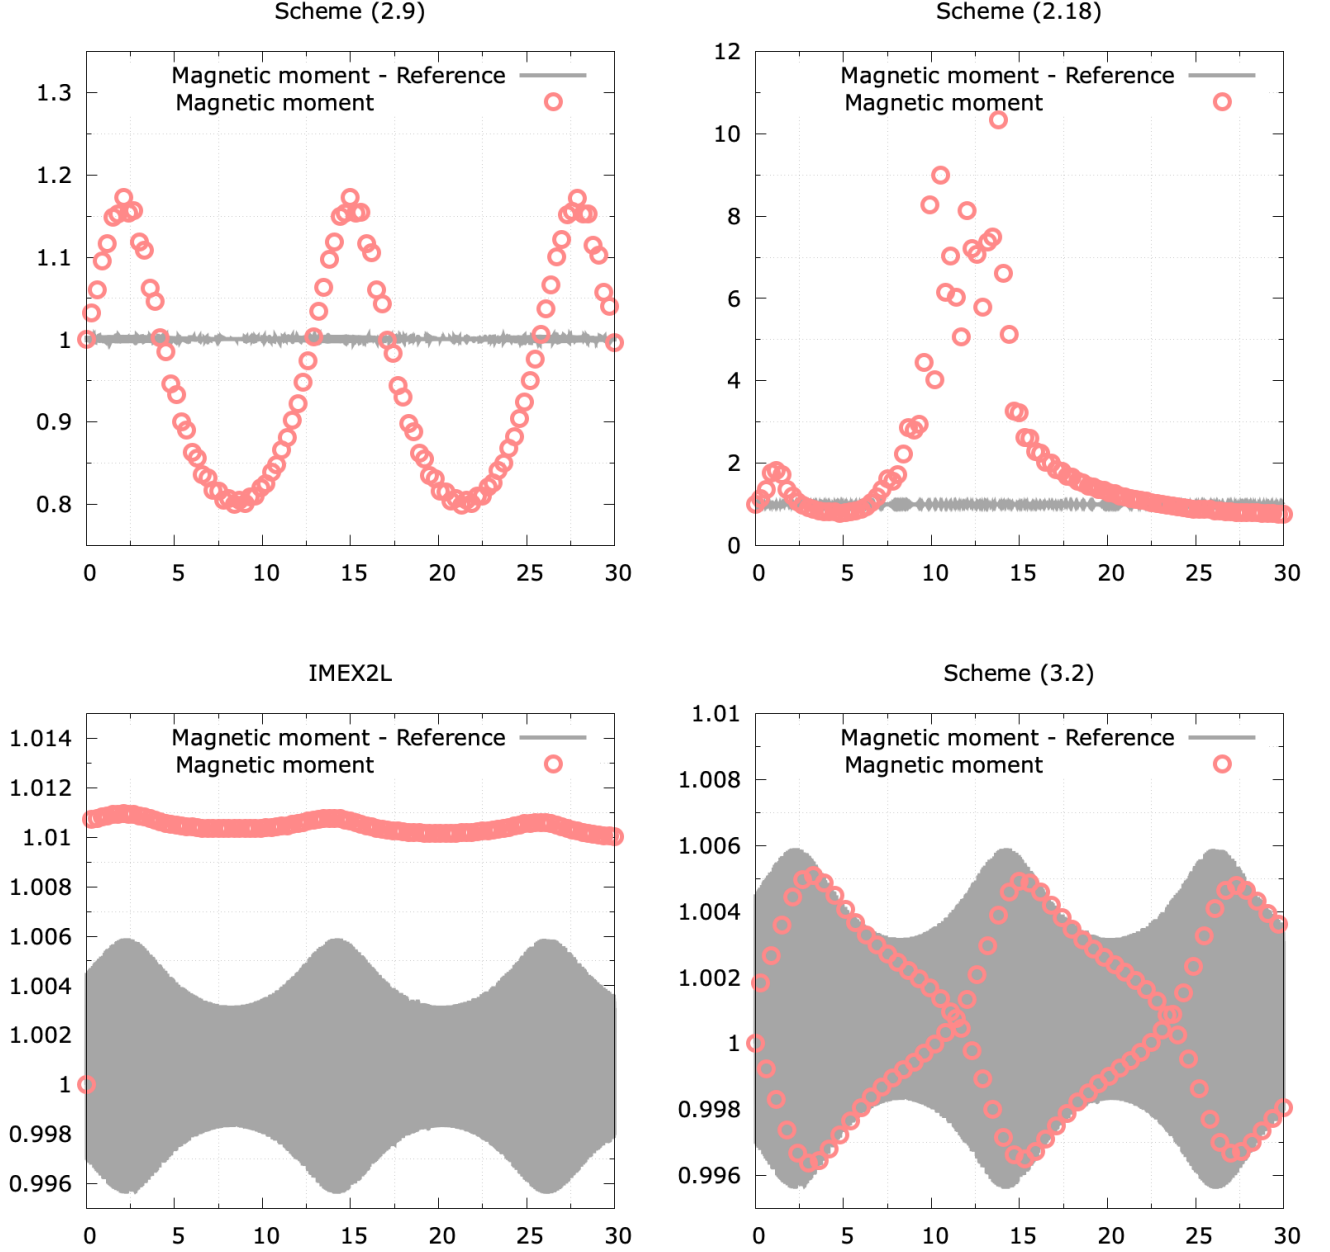 Scheme (2.9)
Magnetic moment - Reference
Magnetic moment
1.3
1.2
1.1
1
0.9
0.8
0 5 10 15 20 25 30
Scheme (2.18)
Magnetic moment - Reference
Magnetic moment
12
10
8
6
4
2
0
0 5 10 15 20 25 30
IMEX2L
Magnetic moment - Reference
Magnetic moment
1.014
1.012
1.01
1.008
1.006
1.004
1.002
1
0.998
0.996
0 5 10 15 20 25 30
Scheme (3.2)
Magnetic moment - Reference
Magnetic moment
1.01
1.008
1.006
1.004
1.002
1
0.998
0.996
0 5 10 15 20 25 30